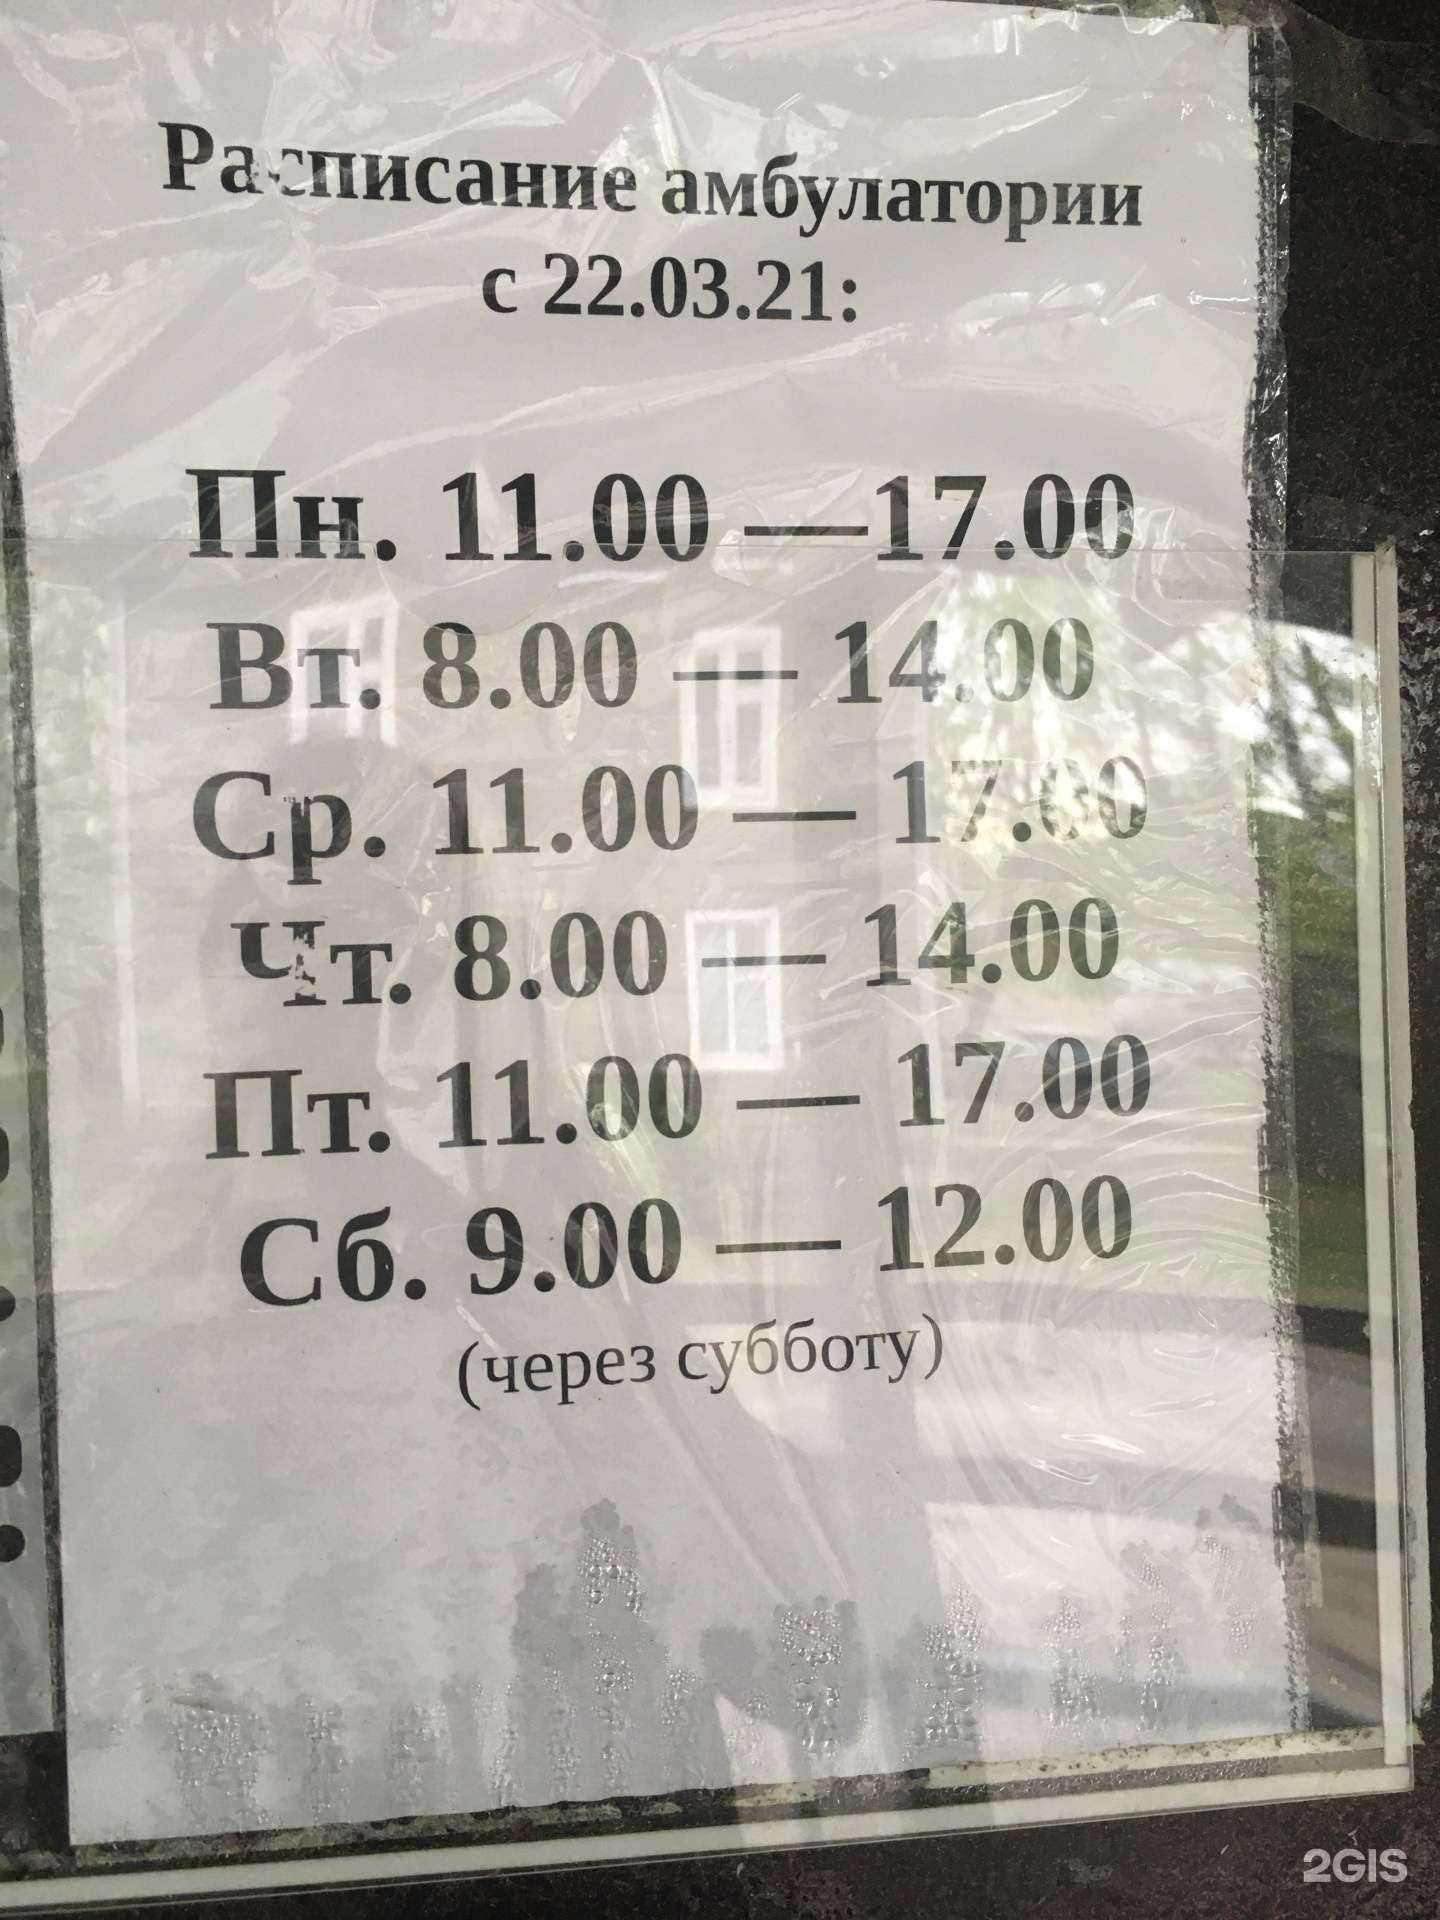 Расписание амбулатории
с 22.03.21:
Пн. 11.00 —17.00
Вт. 8.00 — 14.00
Ср. 11.00 — 17.00
Чт. 8.00 — 14.00
Пт. 11.00 — 17.00
Сб. 9.00 — 12.00
(через субботу)
2GIS